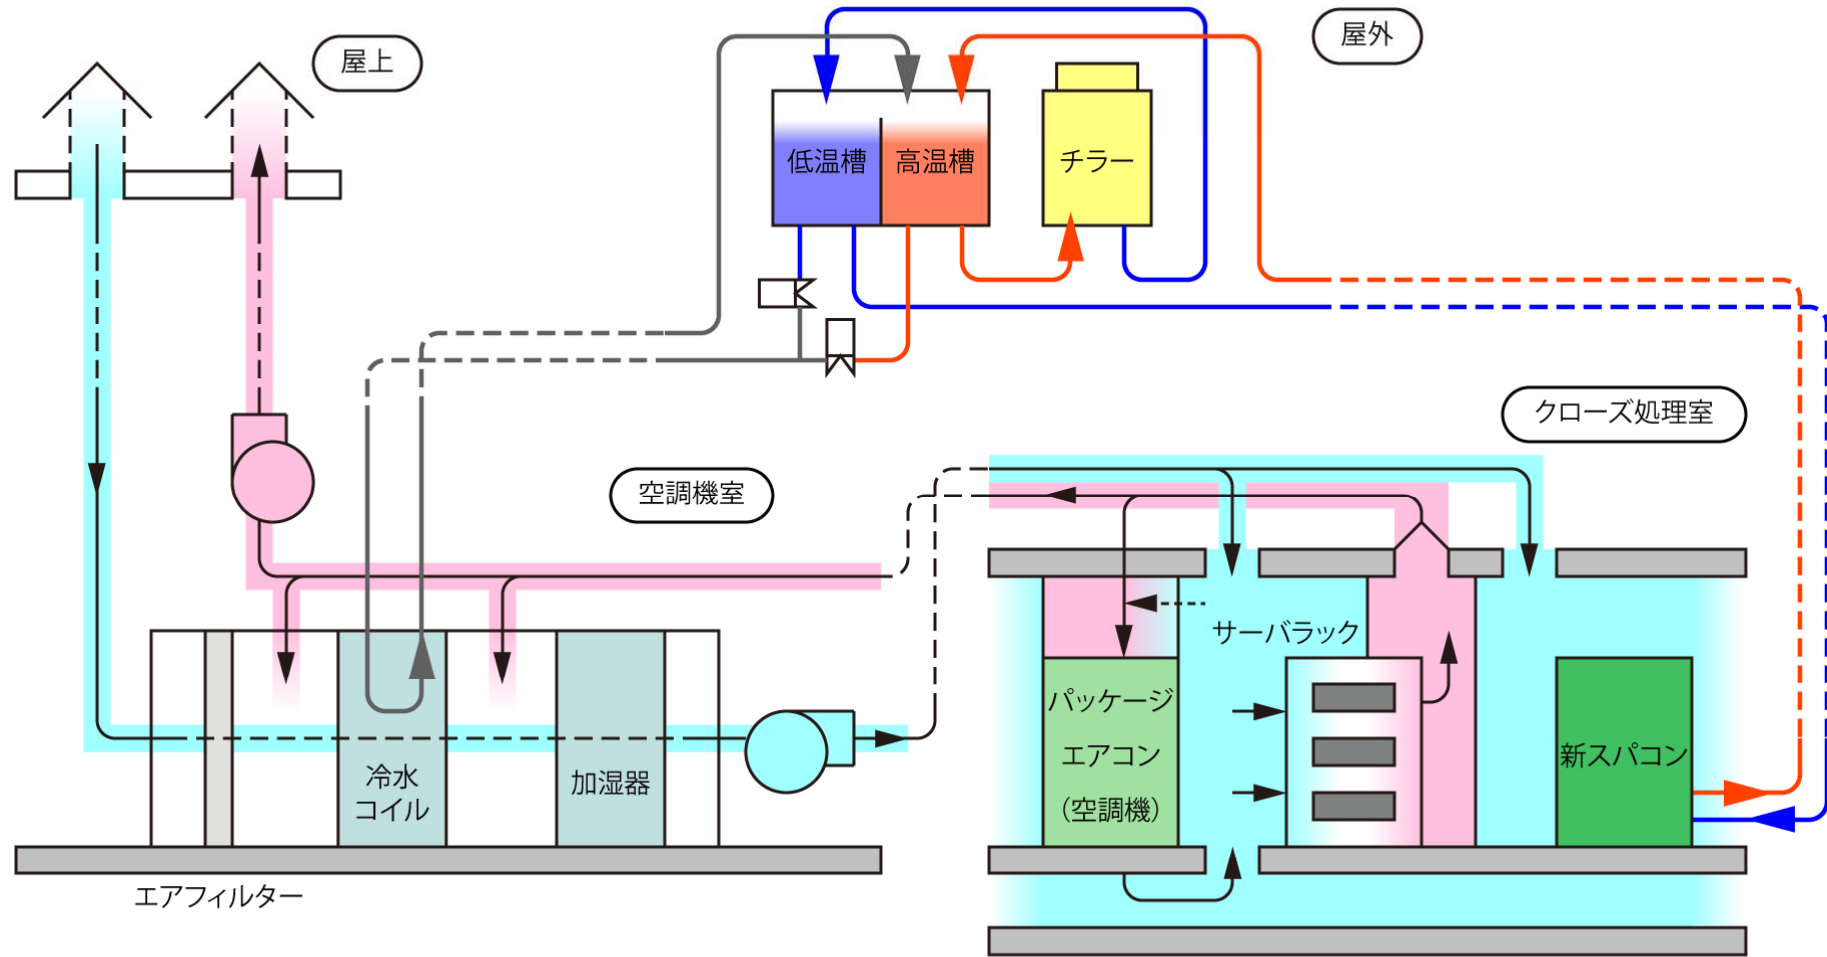 屋上
屋外
低温槽
高温槽
チラー
クローズ処理室
空調機室
サーバラック
パッケージ
エアコン
（空調機）
新スパコン
冷水
コイル
加湿器
エアフィルター